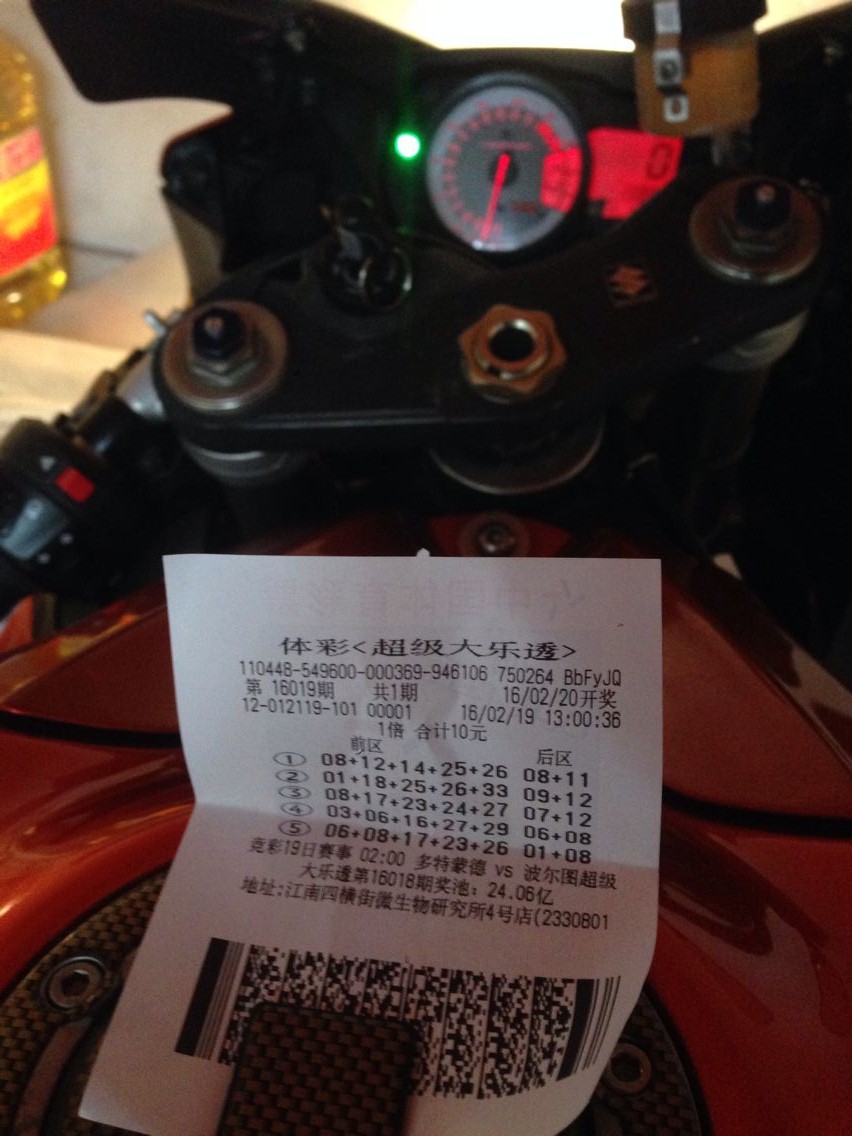 0
体彩<超级大乐透>
110448-549600-000369-946106 750264 BbFyJQ
第 16019期 共1期 16/02/20开奖
12-012119-101 00001 16/02/19 13:00:36
1倍 合计10元
前区 后区
① 08+12+14+25+26 08+11
② 01+18+25+26+33 09+12
③ 08+17+23+24+27 07+12
④ 03+06+16+27+29 06+08
⑤ 06+08+17+23+26 01+08
竞彩19日赛事 02:00 多特蒙德 vs 波尔图超级
大乐透第16018期奖池: 24.06亿
地址:江南四横街微生物研究所4号店(2330801